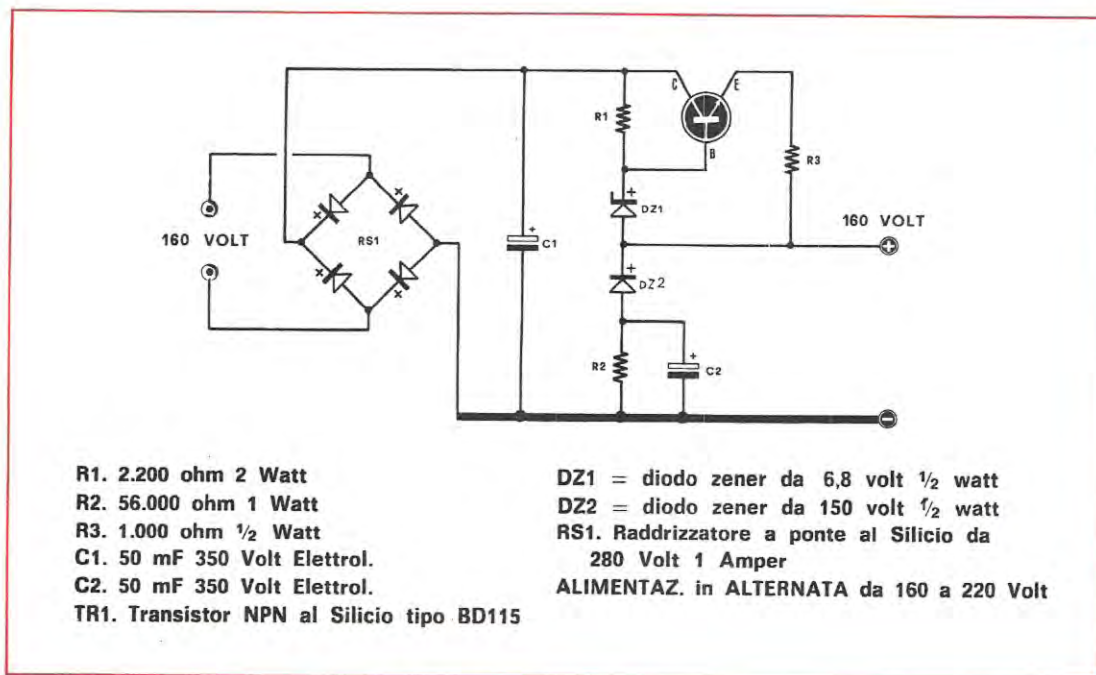 C
E
R1
B
R3
+
DZ1
160 VOLT
160 VOLT
RS1
x
x
x
x
+
C1
+
+
DZ2
R2
+
C2
-
R1. 2.200 ohm 2 Watt
R2. 56.000 ohm 1 Watt
R3. 1.000 ohm ½ Watt
C1. 50 mF 350 Volt Elettrol.
C2. 50 mF 350 Volt Elettrol.
TR1. Transistor NPN al Silicio tipo BD115
DZ1 = diodo zener da 6,8 volt ½ watt
DZ2 = diodo zener da 150 volt ½ watt
RS1. Raddrizzatore a ponte al Silicio da
280 Volt 1 Amper
ALIMENTAZ. in ALTERNATA da 160 a 220 Volt